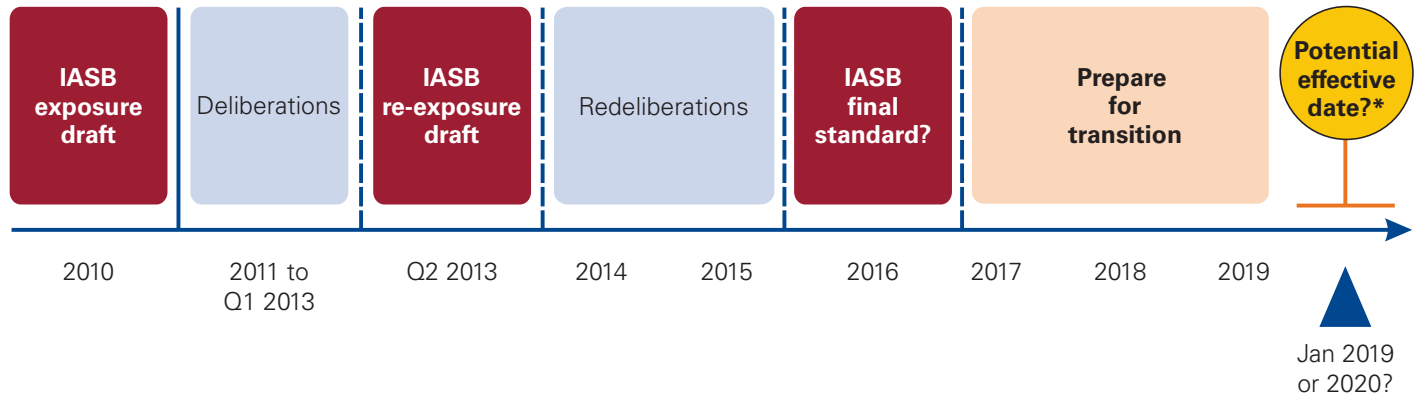 IASB
exposure
draft
Deliberations
IASB
re-exposure
draft
Redeliberations
IASB
final
standard?
Prepare
for
transition
Potential
effective
date?*
2010
2011 to
Q1 2013
Q2 2013
2014
2015
2016
2017
2018
2019
Jan 2019
or 2020?